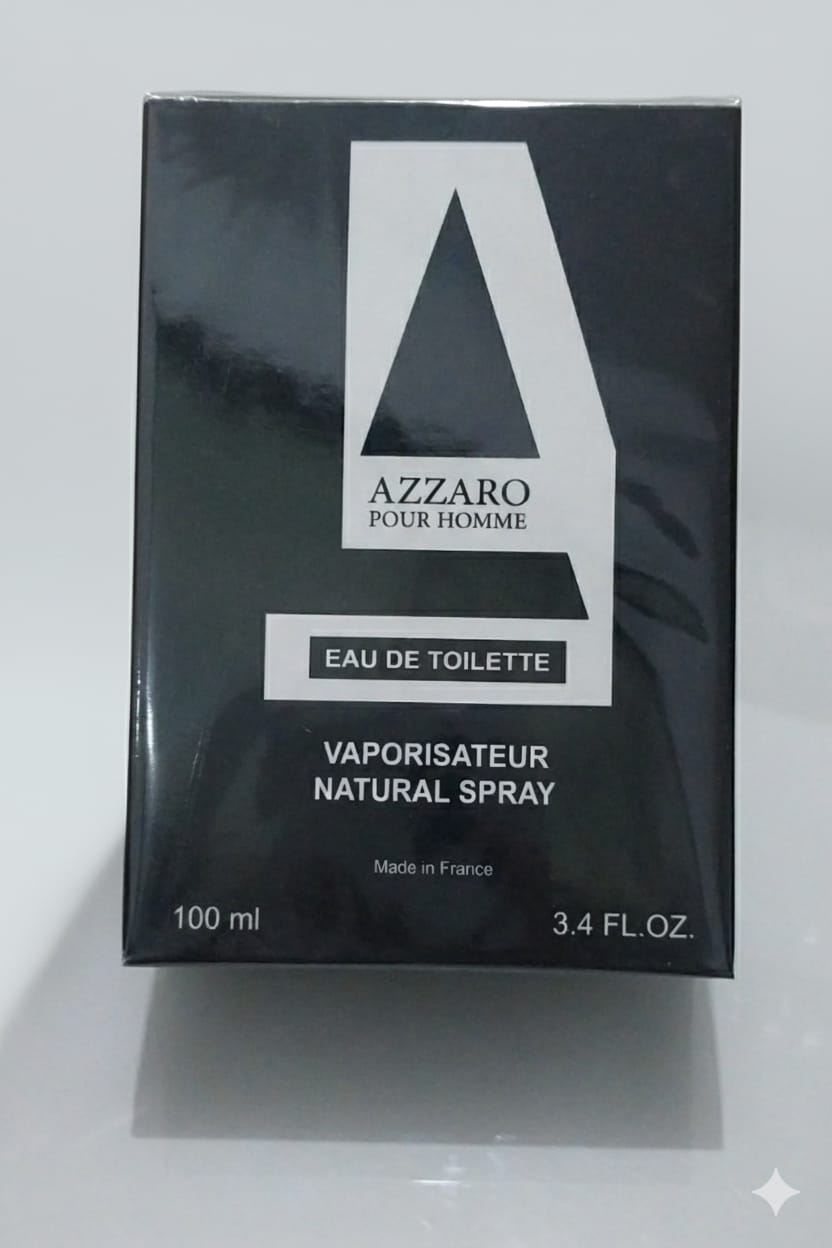 AZZARO
POUR HOMME
EAU DE TOILETTE
VAPORISATEUR
NATURAL SPRAY
Made in France
100 ml
3.4 FL.OZ.